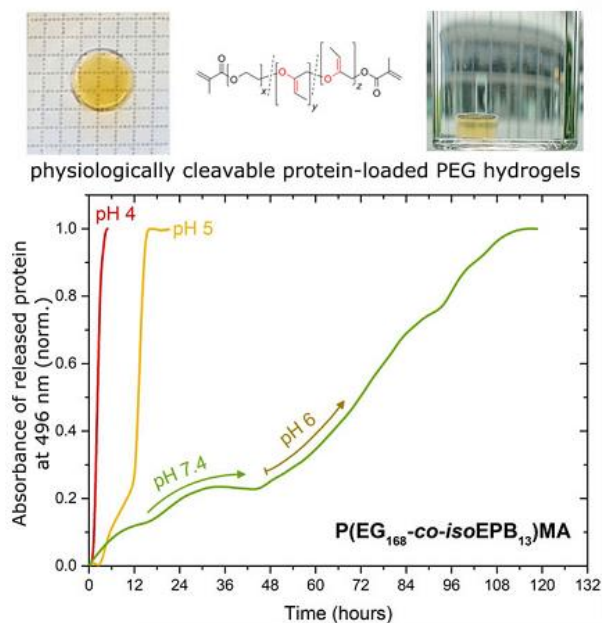 O
O
x
O
y
O
z
O
O
physiologically cleavable protein-loaded PEG hydrogels
Absorbance of released protein
at 496 nm (norm.)
1.0
0.8
0.6
0.4
0.2
0.0
pH 4
pH 5
pH 7.4
pH 6
P(EG₁₆₈-co-isoEPB₁₃)MA
0 12 24 36 48 60 72 84 96 108 120 132
Time (hours)